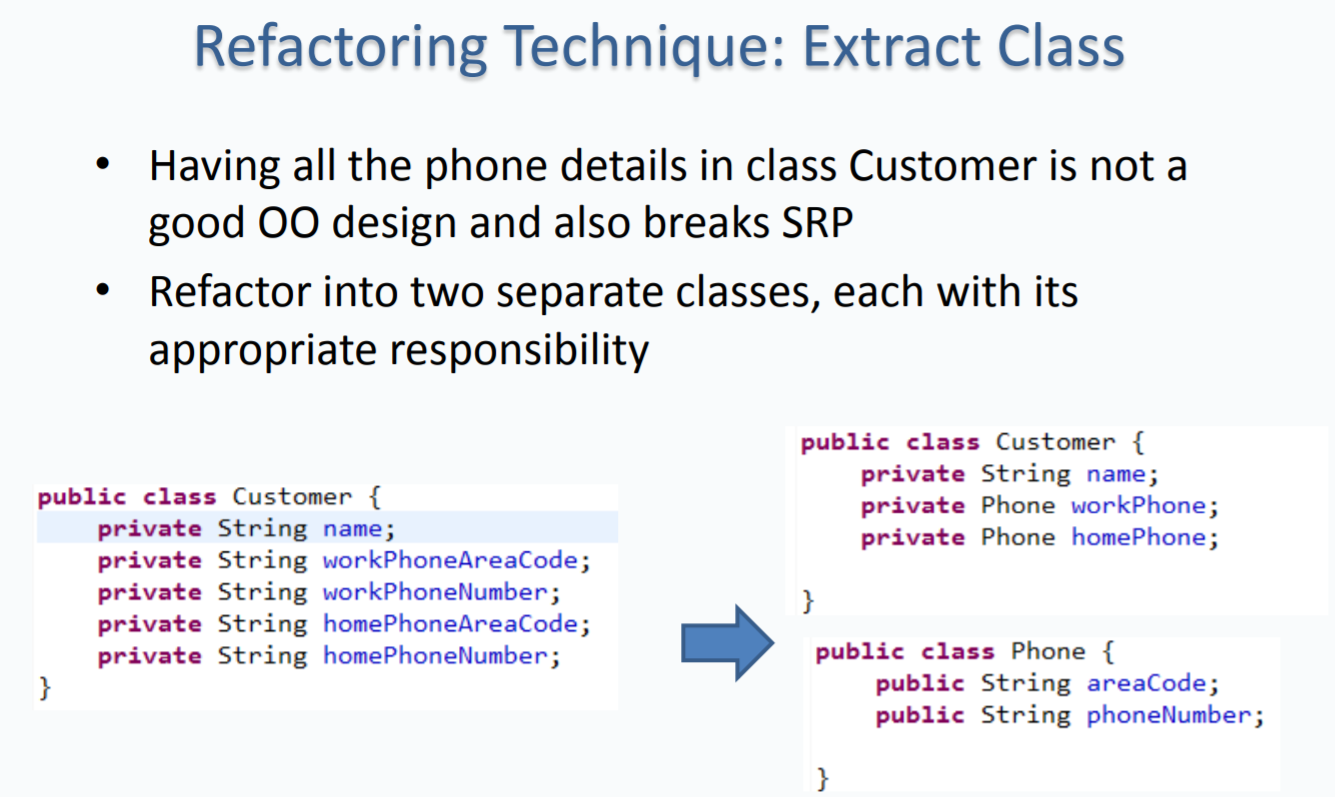 Refactoring Technique: Extract Class
• Having all the phone details in class Customer is not a
good OO design and also breaks SRP
• Refactor into two separate classes, each with its
appropriate responsibility
public class Customer {
    private String name;
    private String workPhoneAreaCode;
    private String workPhoneNumber;
    private String homePhoneAreaCode;
    private String homePhoneNumber;
}
public class Customer {
    private String name;
    private Phone workPhone;
    private Phone homePhone;
}
public class Phone {
    public String areaCode;
    public String phoneNumber;
}